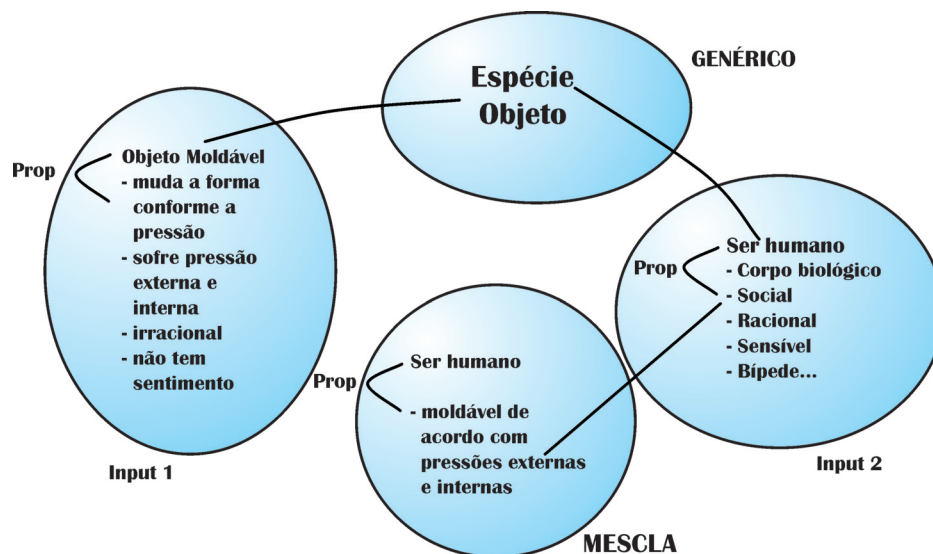 Espécie
Objeto
GENÉRICO
Prop
Objeto Moldável
- muda a forma
conforme a
pressão
- sofre pressão
externa e
interna
- irracional
- não tem
sentimento
Input 1
Prop
Ser humano
- Corpo biológico
- Social
- Racional
- Sensível
- Bípede...
Input 2
Prop
Ser humano
- moldável de
acordo com
pressões externas
e internas
MESCLA